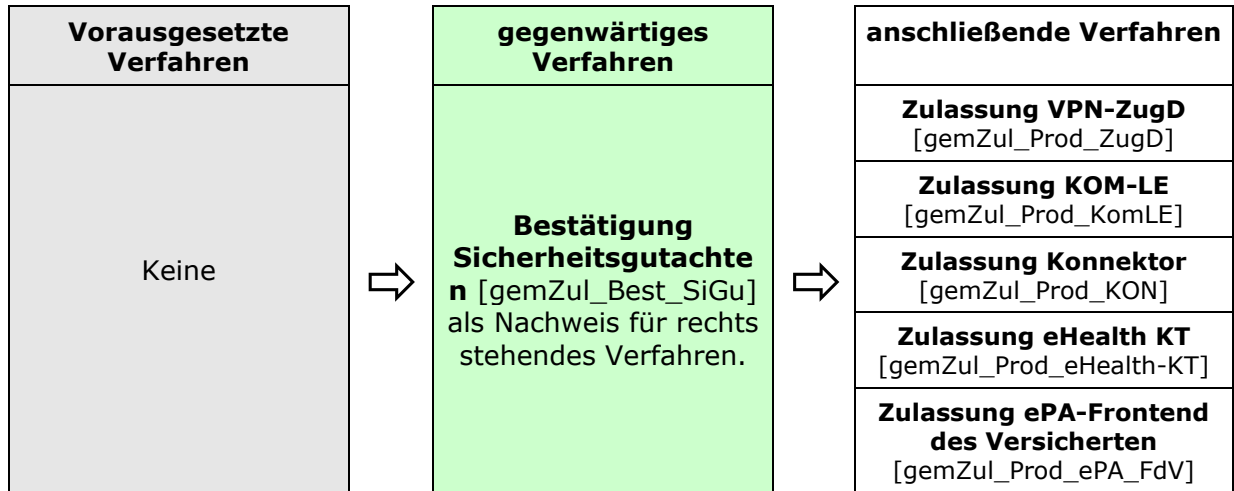 Vorausgesetzte
Verfahren
Keine
gegenwärtiges
Verfahren
Bestätigung
Sicherheitsgutachte
n [gemZul_Best_SiGu]
als Nachweis für rechts
stehendes Verfahren.
anschließende Verfahren
Zulassung VPN-ZugD
[gemZul_Prod_ZugD]
Zulassung KOM-LE
[gemZul_Prod_KomLE]
Zulassung Konnektor
[gemZul_Prod_KON]
Zulassung eHealth KT
[gemZul_Prod_eHealth-KT]
Zulassung ePA-Frontend
des Versicherten
[gemZul_Prod_ePA_FdV]